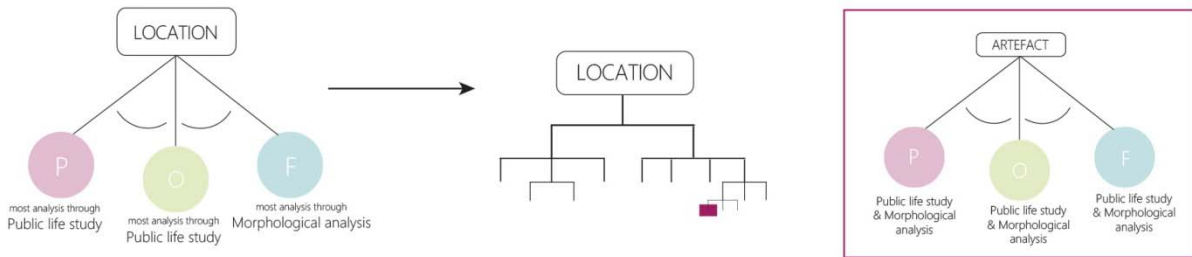 LOCATION
P
O
F
most analysis through
Public life study
most analysis through
Public life study
most analysis through
Morphological analysis
LOCATION
ARTEFACT
P
O
F
Public life study
& Morphological
analysis
Public life study
& Morphological
analysis
Public life study
& Morphological
analysis